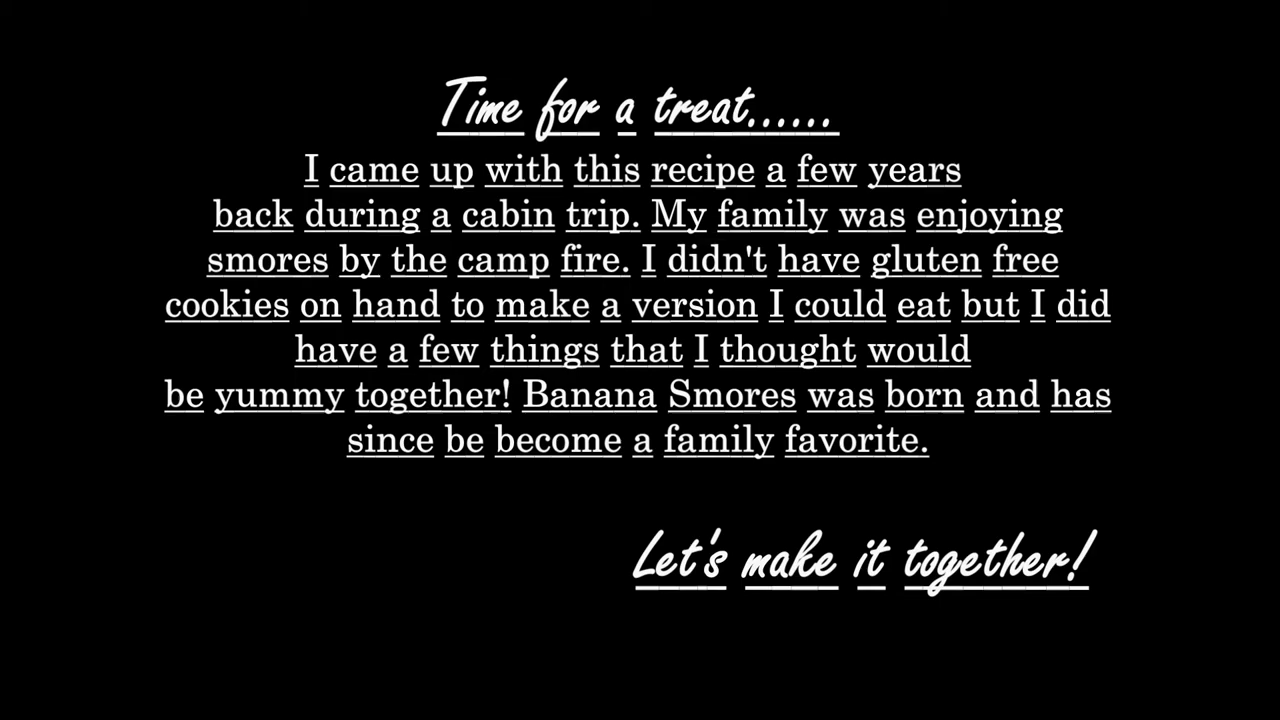 Time for a treat......
I came up with this recipe a few years
back during a cabin trip. My family was enjoying
smores by the camp fire. I didn't have gluten free
cookies on hand to make a version I could eat but I did
have a few things that I thought would
be yummy together! Banana Smores was born and has
since be become a family favorite.
Let's make it together!